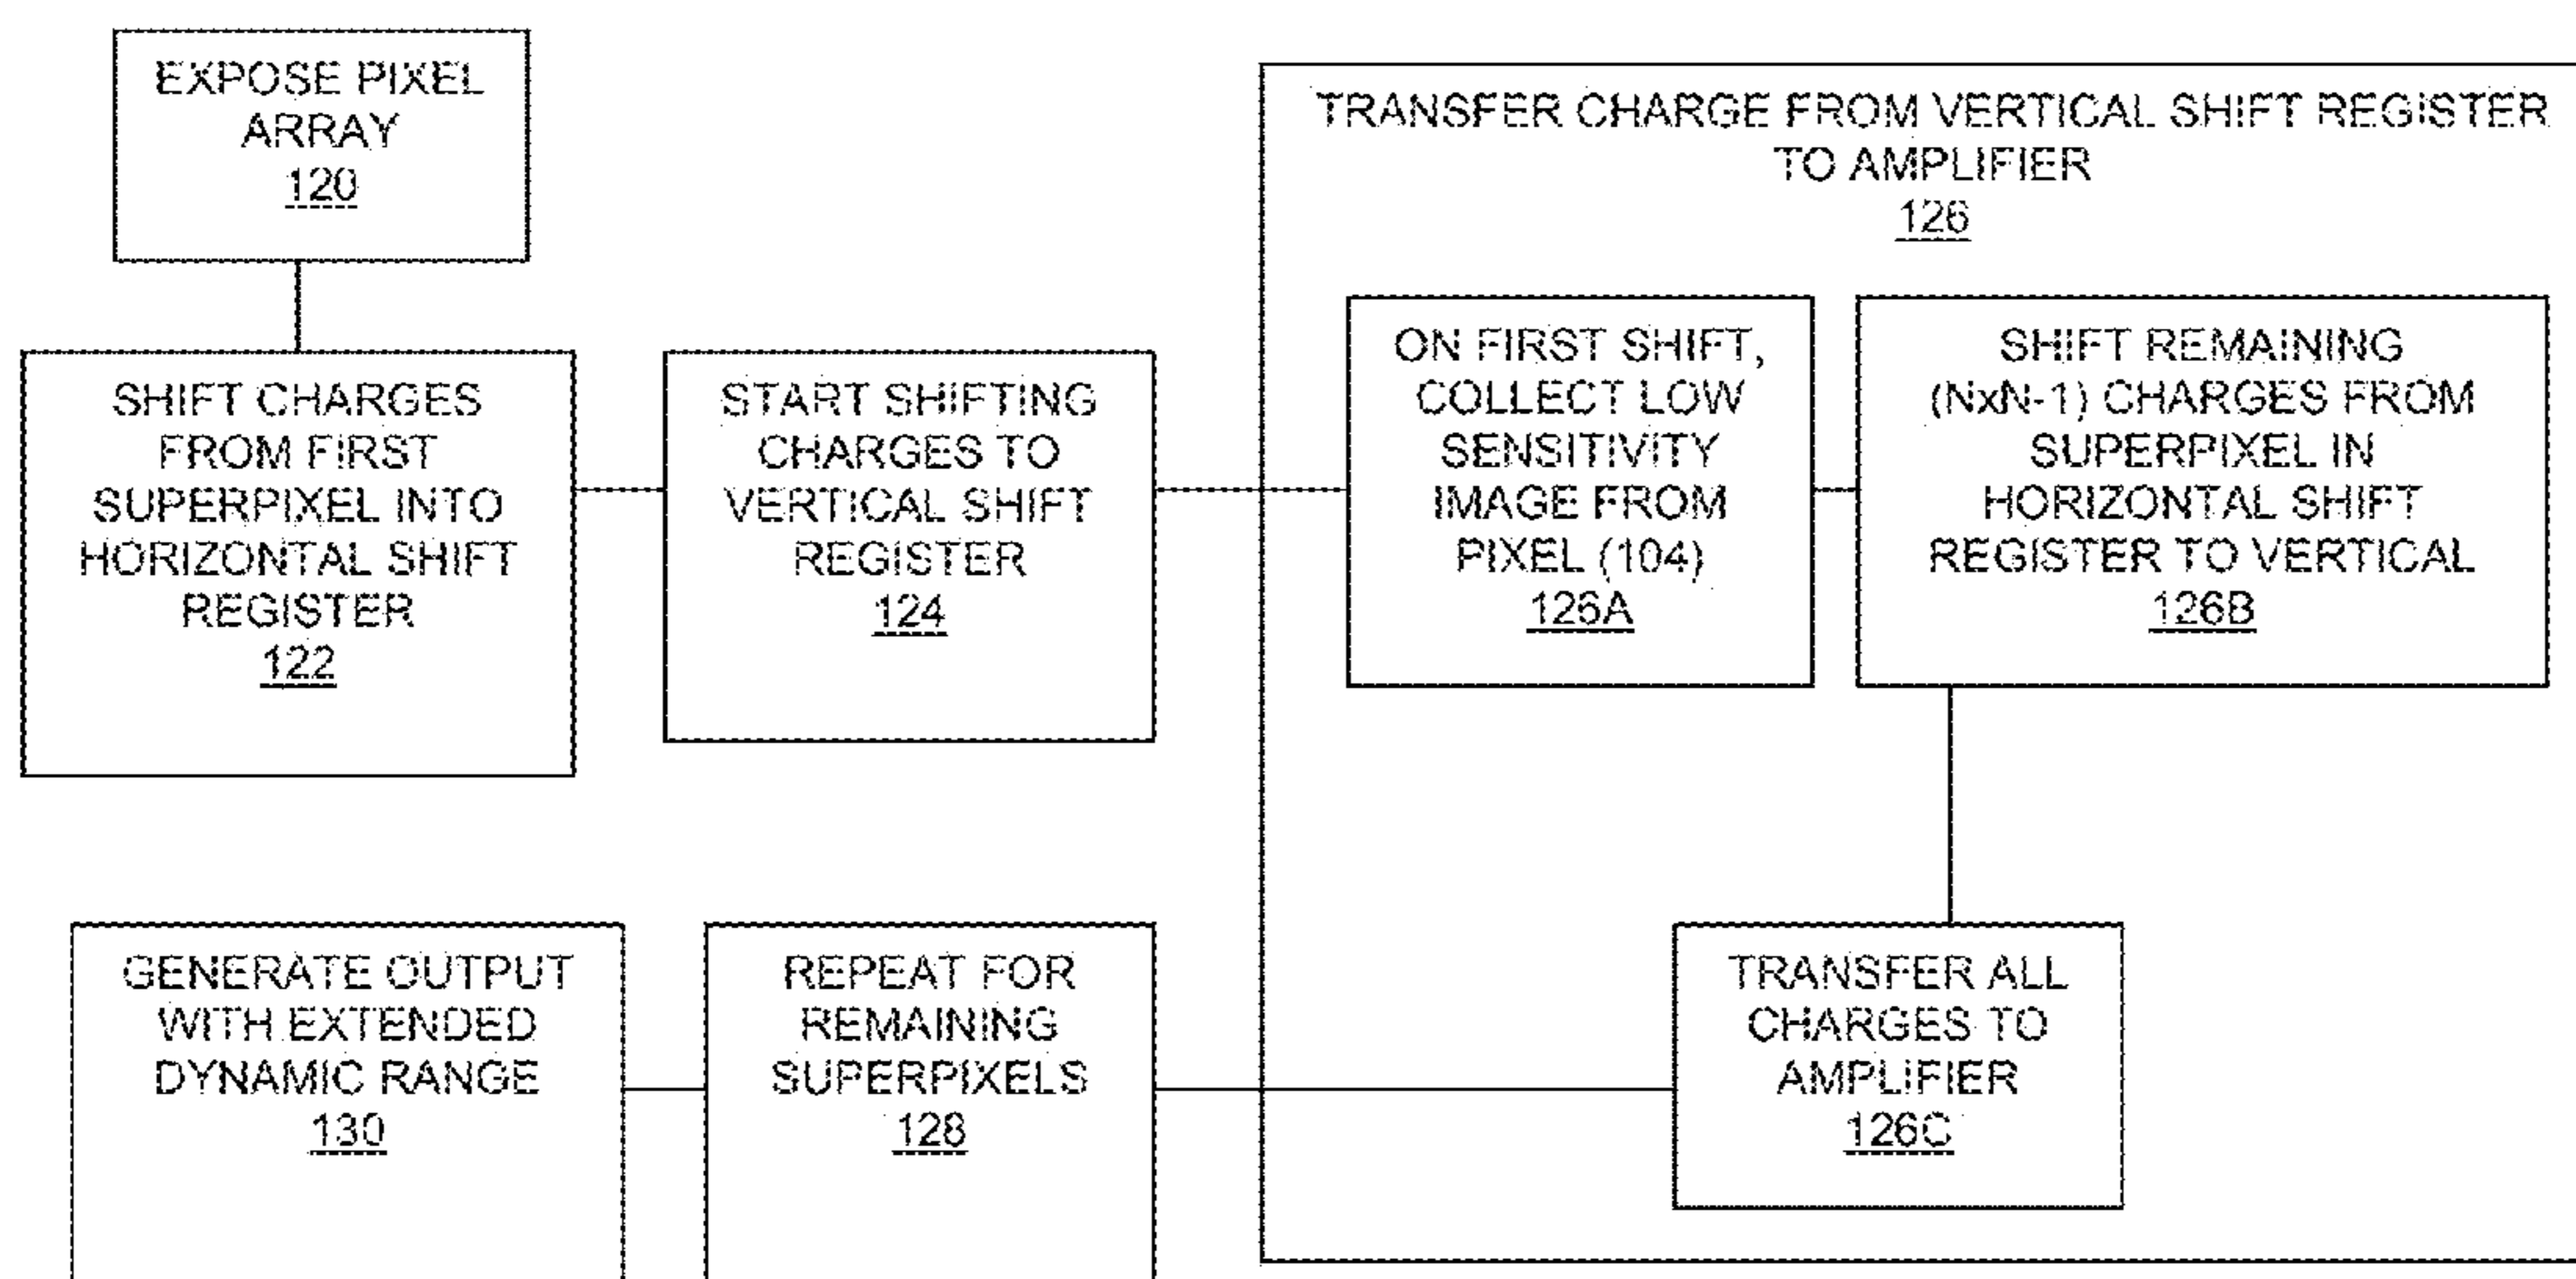 EXPOSE PIXEL
ARRAY
120
SHIFT CHARGES
FROM FIRST
SUPERPIXEL INTO
HORIZONTAL SHIFT
REGISTER
122
START SHIFTING
CHARGES TO
VERTICAL SHIFT
REGISTER
124
TRANSFER CHARGE FROM VERTICAL SHIFT REGISTER
TO AMPLIFIER
126
ON FIRST SHIFT,
COLLECT LOW
SENSITIVITY
IMAGE FROM
PIXEL (104)
126A
SHIFT REMAINING
(NxN-1) CHARGES FROM
SUPERPIXEL IN
HORIZONTAL SHIFT
REGISTER TO VERTICAL
126B
TRANSFER ALL
CHARGES TO
AMPLIFIER
126C
REPEAT FOR
REMAINING
SUPERPIXELS
128
GENERATE OUTPUT
WITH EXTENDED
DYNAMIC RANGE
130